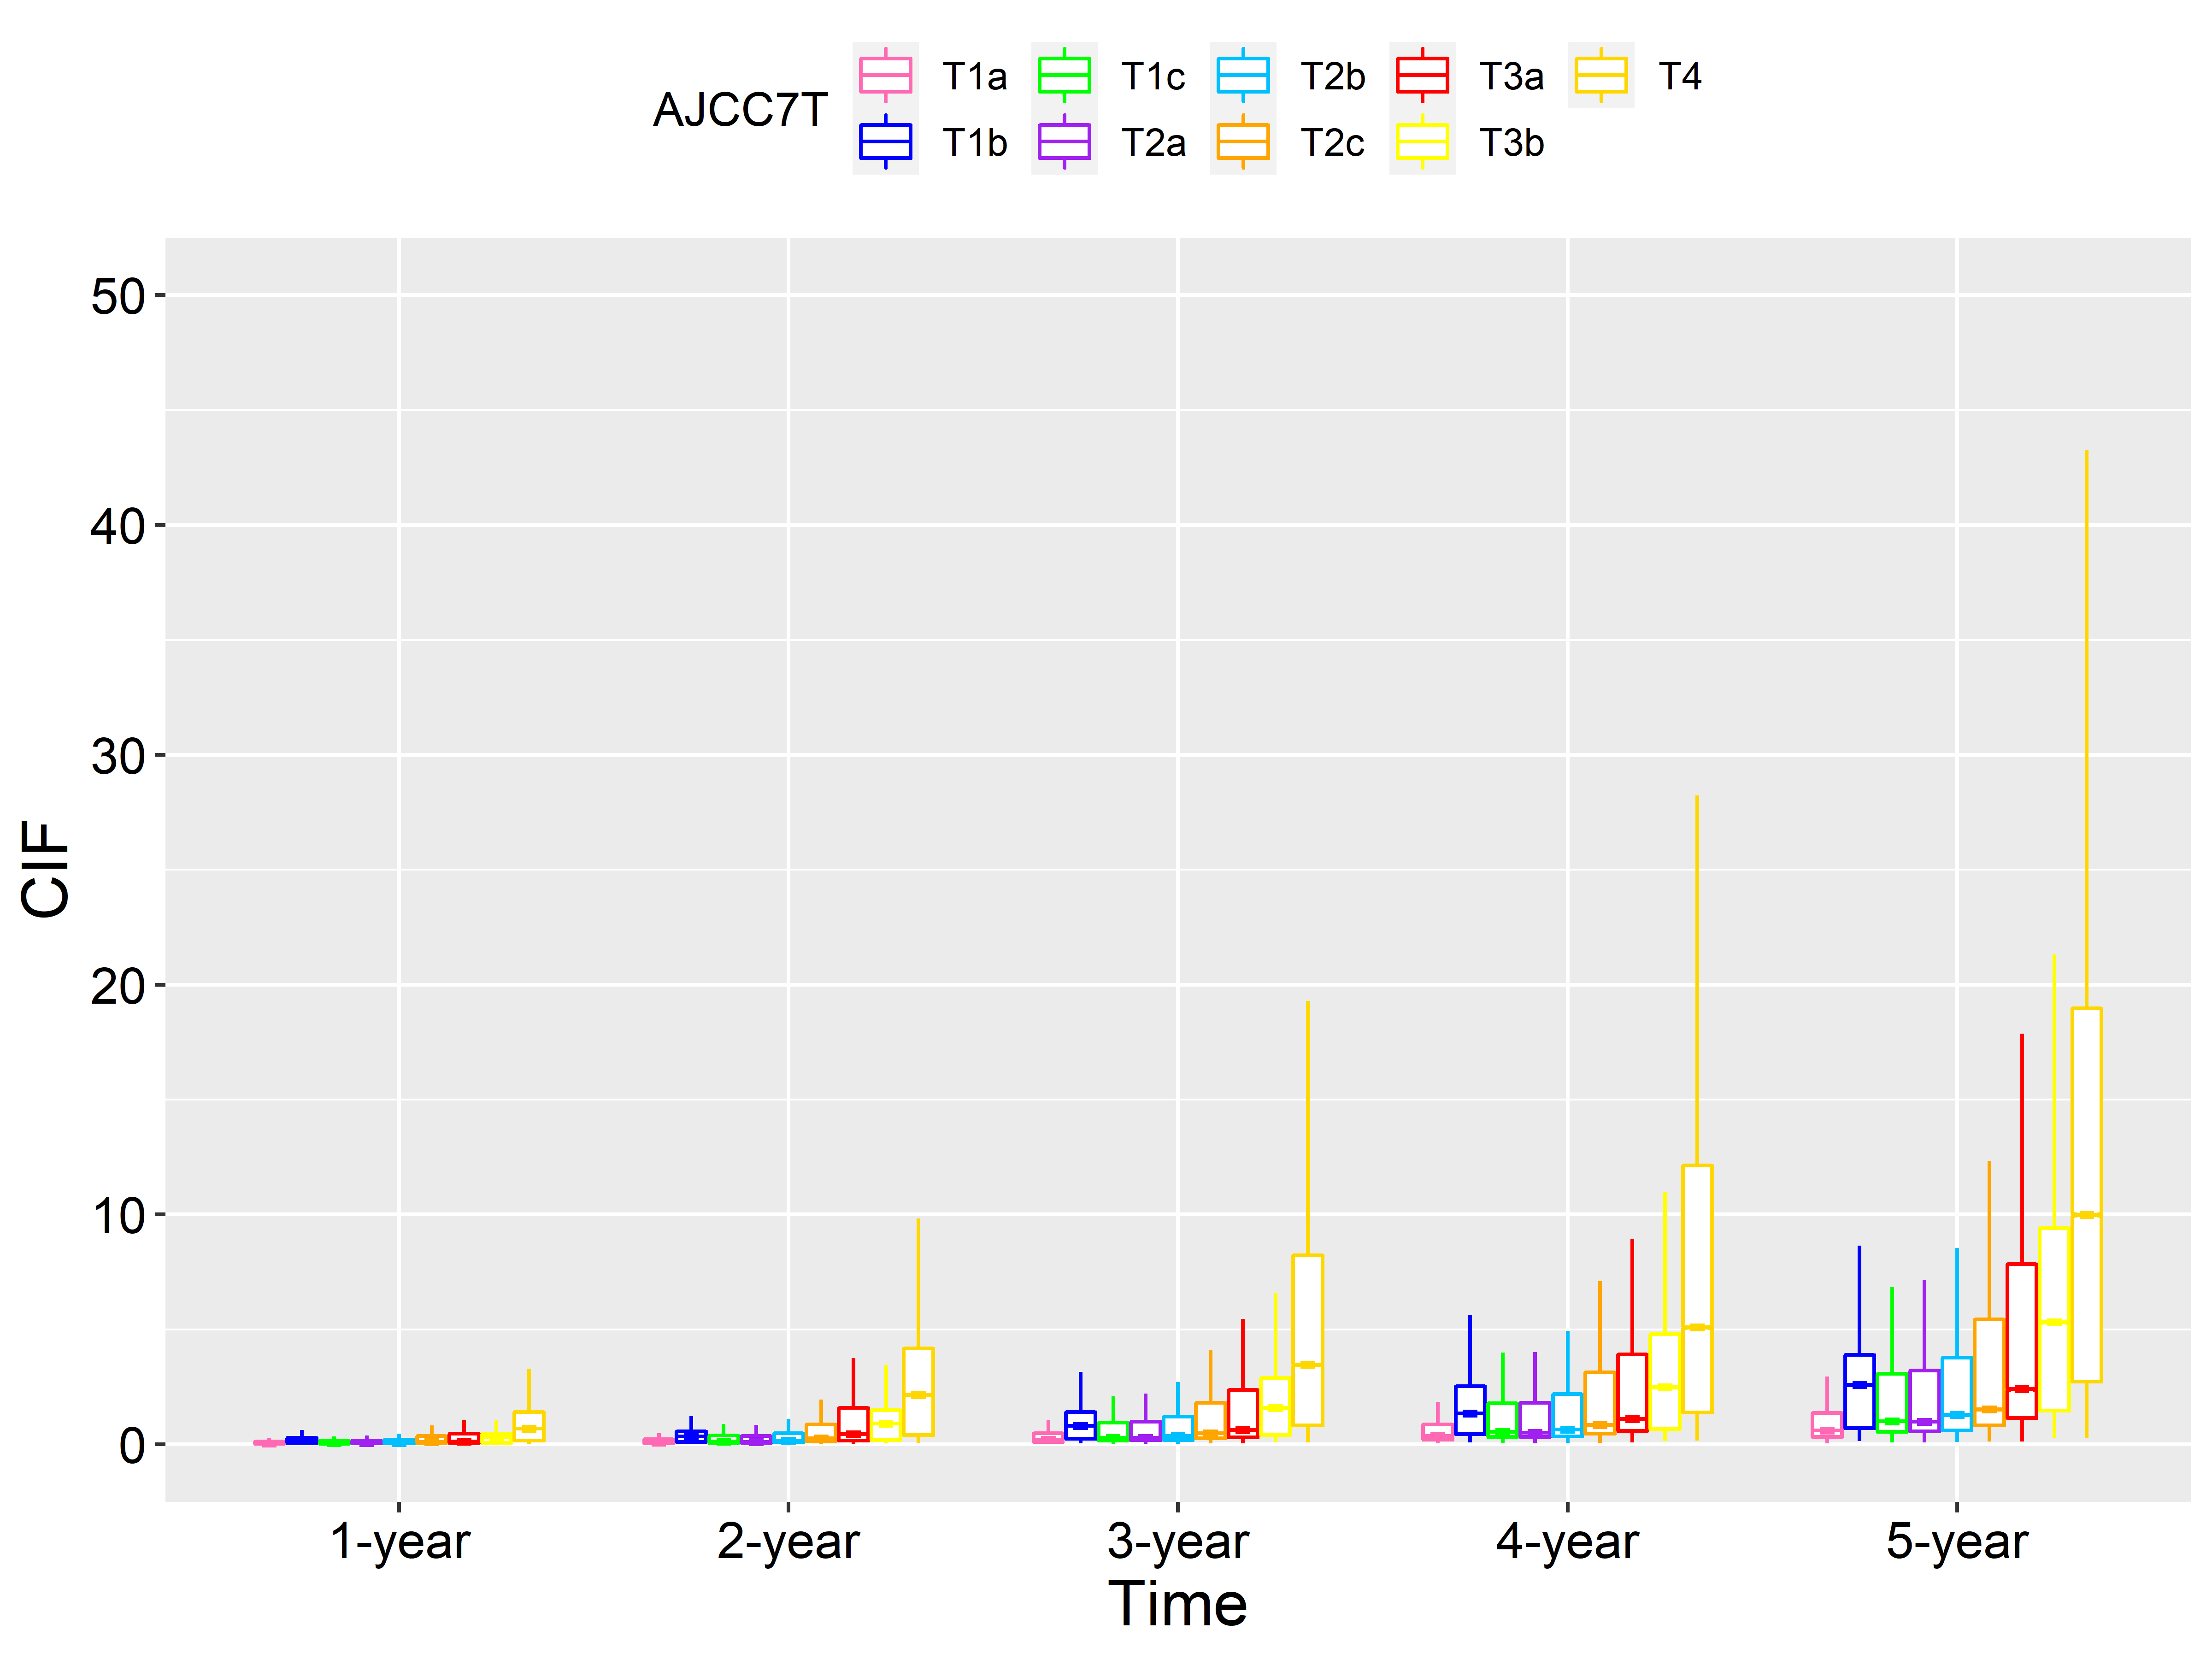 AJCC7T
T1a T1c T2b T3a T4
T1b T2a T2c T3b
50
40
30
20
10
0
CIF
1-year 2-year 3-year 4-year 5-year
Time